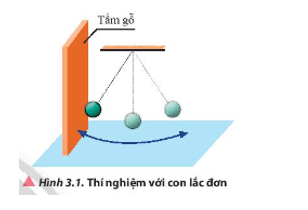 Tấm gỗ
▲ Hình 3.1. Thí nghiệm với con lắc đơn